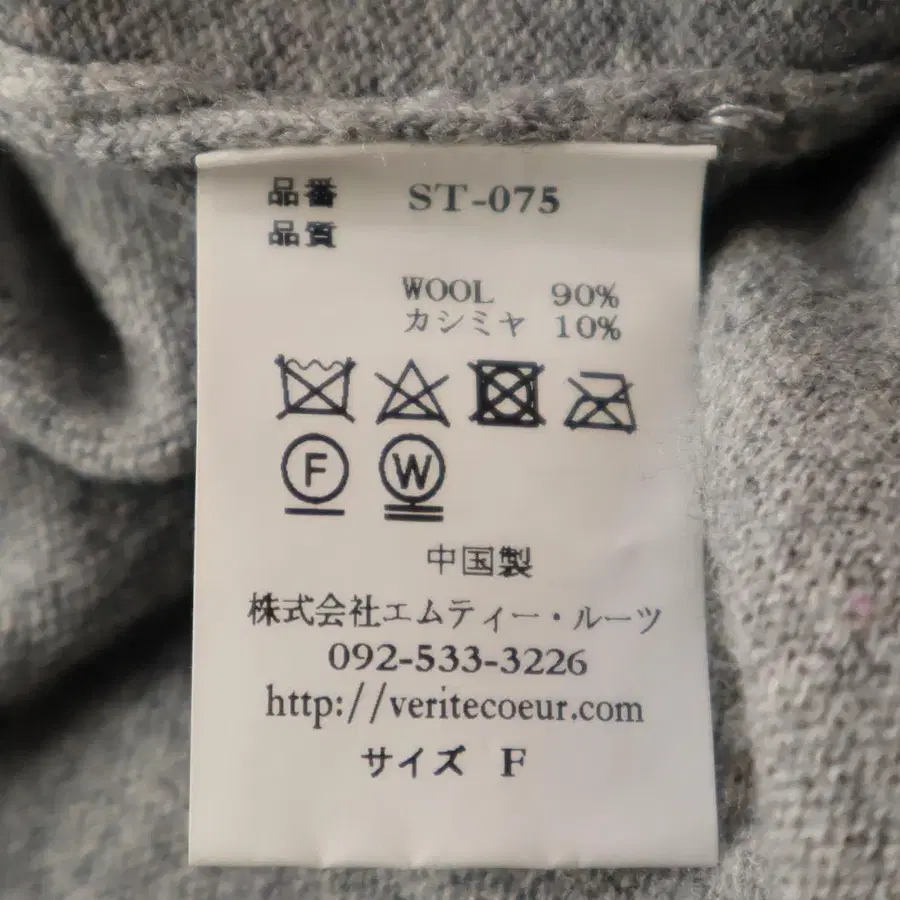 品番 ST-075
品質
WOOL 90%
カシミヤ 10%
F W
中国製
株式会社エムティー・ルーツ
092-533-3226
http://veritecoeur.com
サイズ F